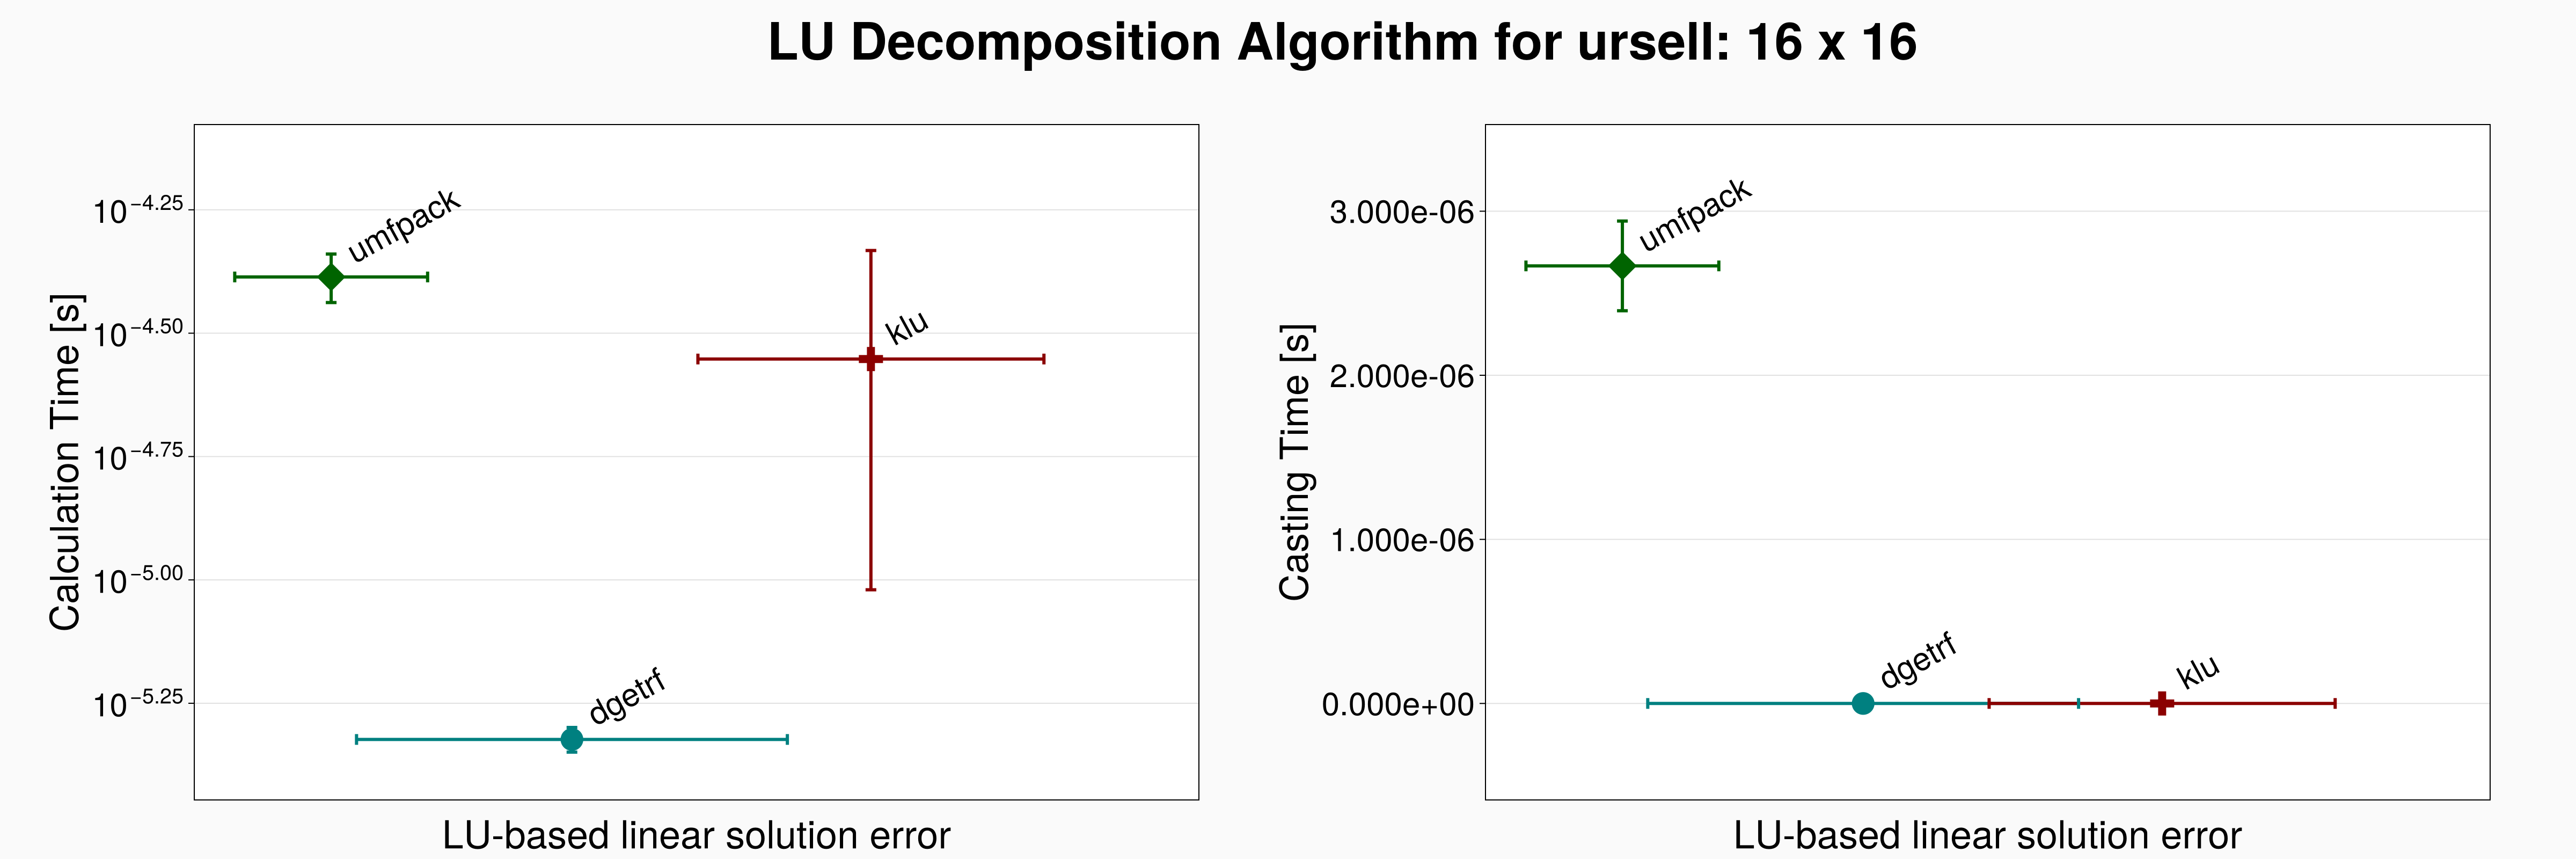 LU Decomposition Algorithm for ursell: 16 x 16
Calculation Time [s]
10^−4.25
10^−4.50
10^−4.75
10^−5.00
10^−5.25
umfpack
klu
dgetrf
LU-based linear solution error
Casting Time [s]
3.000e-06
2.000e-06
1.000e-06
0.000e+00
umfpack
dgetrf
klu
LU-based linear solution error